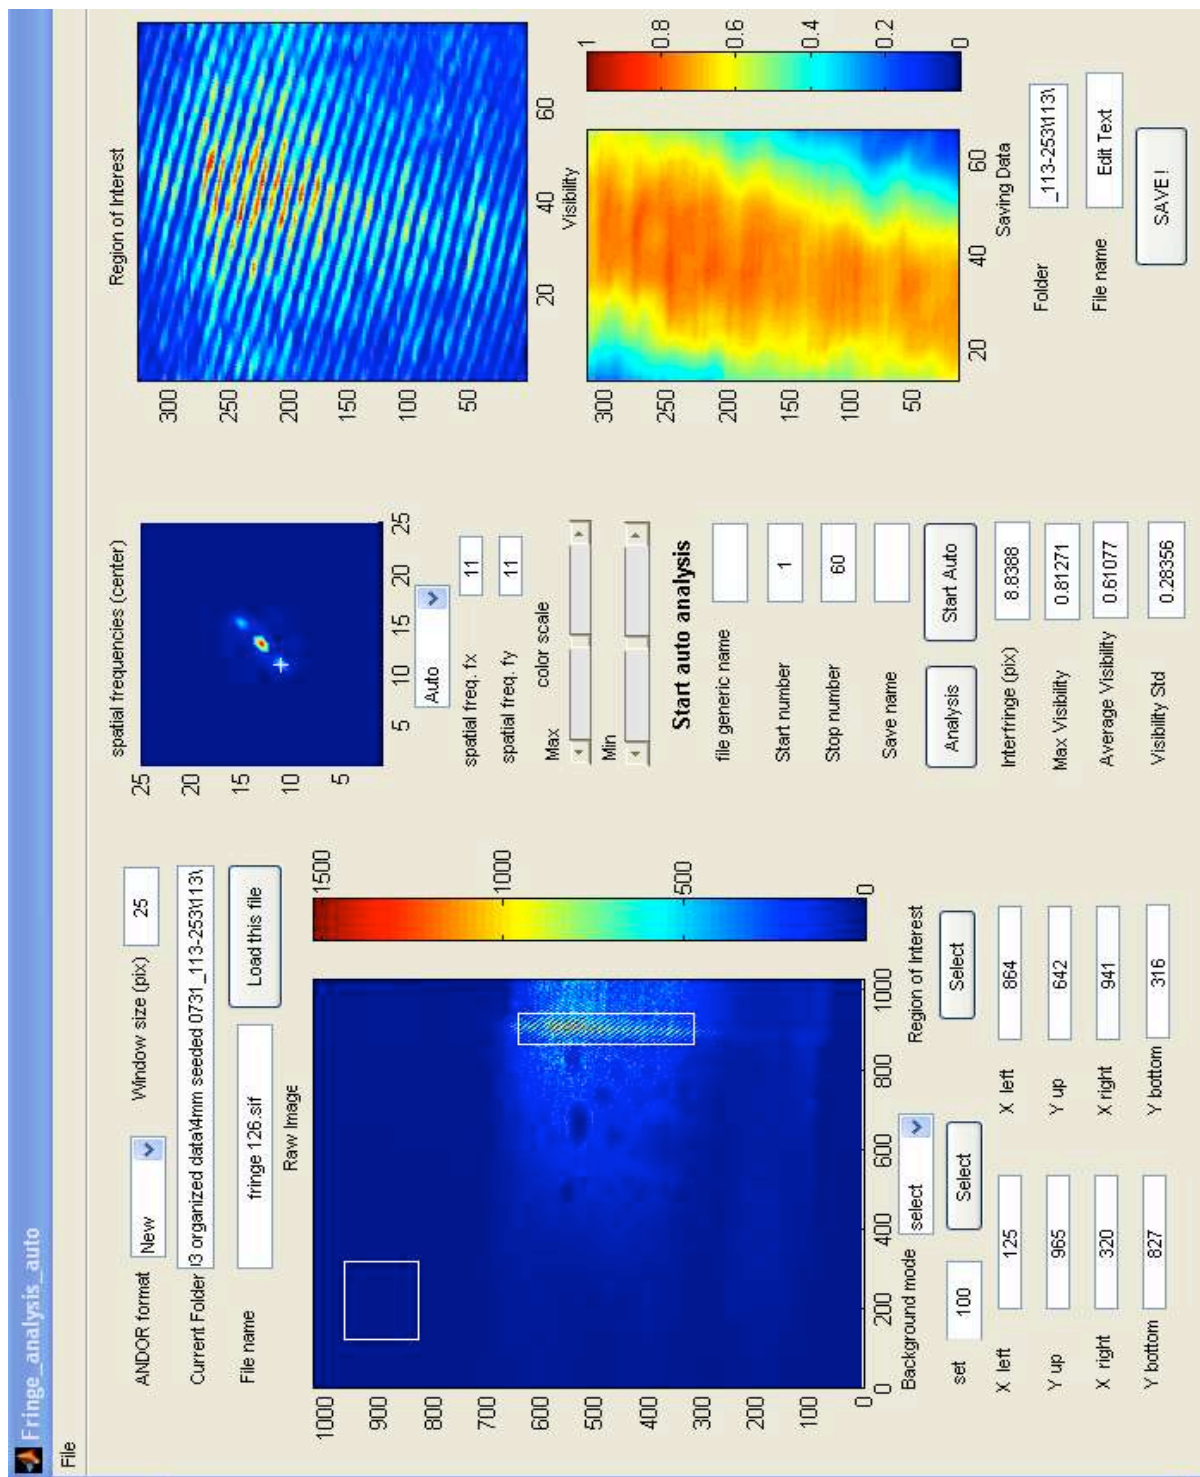 Fringe_analysis_auto
File
ANDOR format
New
Window size (pix)
25
Current Folder
I3 organized data\4mm seeded 0731_113-253\113\
File name
fringe 126.sif
Load this file
Raw Image
1000
900
800
700
600
500
400
300
200
100
0
0
200
400
600
800
1000
1500
1000
500
0
Background mode
select
set
100
Select
X left
125
Y up
965
X right
320
Y bottom
827
Region of Interest
Select
X left
864
Y up
642
X right
941
Y bottom
316
spatial frequencies (center)
25
20
15
10
5
5
10
15
20
25
Auto
spatial freq. fx
11
spatial freq. fy
11
Max
color scale
Min
Start auto analysis
file generic name
Start number
1
Stop number
60
Save name
Analysis
Start Auto
Interfringe (pix)
8.8388
Max Visibility
0.81271
Average Visibility
0.61077
Visibility Std
0.28356
Region of Interest
300
250
200
150
100
50
20
40
60
Visibility
300
250
200
150
100
50
20
40
60
1
0.8
0.6
0.4
0.2
0
Saving Data
Folder
_113-253\113\
File name
Edit Text
SAVE !